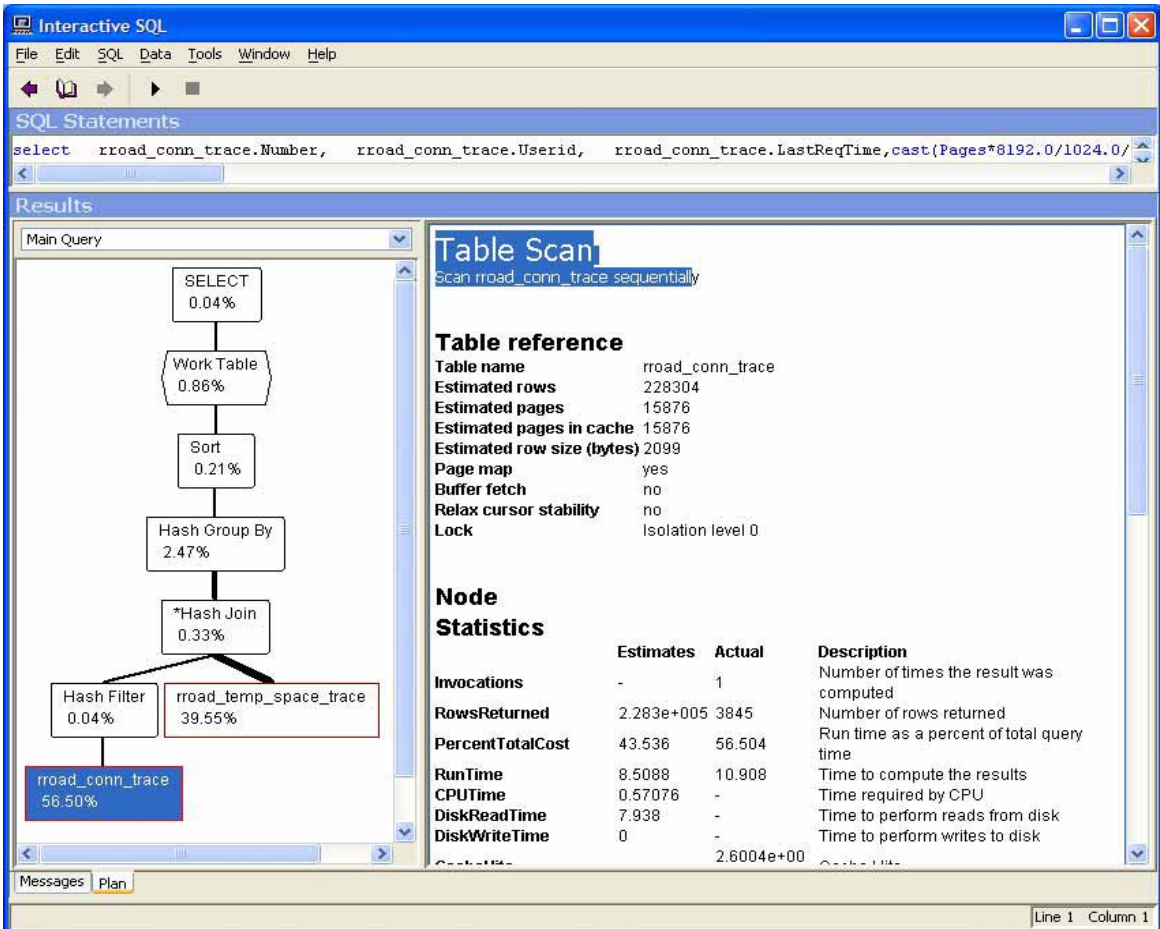 Interactive SQL
File Edit SQL Data Tools Window Help
SQL Statements
select rroad_conn_trace.Number, rroad_conn_trace.Userid, rroad_conn_trace.LastReqTime,cast(Pages*8192.0/1024.0/
Results
Main Query
SELECT
0.04%
Work Table
0.86%
Sort
0.21%
Hash Group By
2.47%
*Hash Join
0.33%
Hash Filter
0.04%
rroad_temp_space_trace
39.55%
rroad_conn_trace
56.50%
Table Scan
Scan rroad_conn_trace sequentially
Table reference
Table name rroad_conn_trace
Estimated rows 228304
Estimated pages 15876
Estimated pages in cache 15876
Estimated row size (bytes) 2099
Page map yes
Buffer fetch no
Relax cursor stability no
Lock Isolation level 0
Node
Statistics
Estimates Actual Description
Invocations - 1 Number of times the result was
computed
RowsReturned 2.283e+005 3845 Number of rows returned
PercentTotalCost 43.536 56.504 Run time as a percent of total query
time
RunTime 8.5088 10.908 Time to compute the results
CPUTime 0.57076 - Time required by CPU
DiskReadTime 7.938 - Time to perform reads from disk
DiskWriteTime 0 - Time to perform writes to disk
2.6004e+00
Messages Plan
Line 1 Column 1